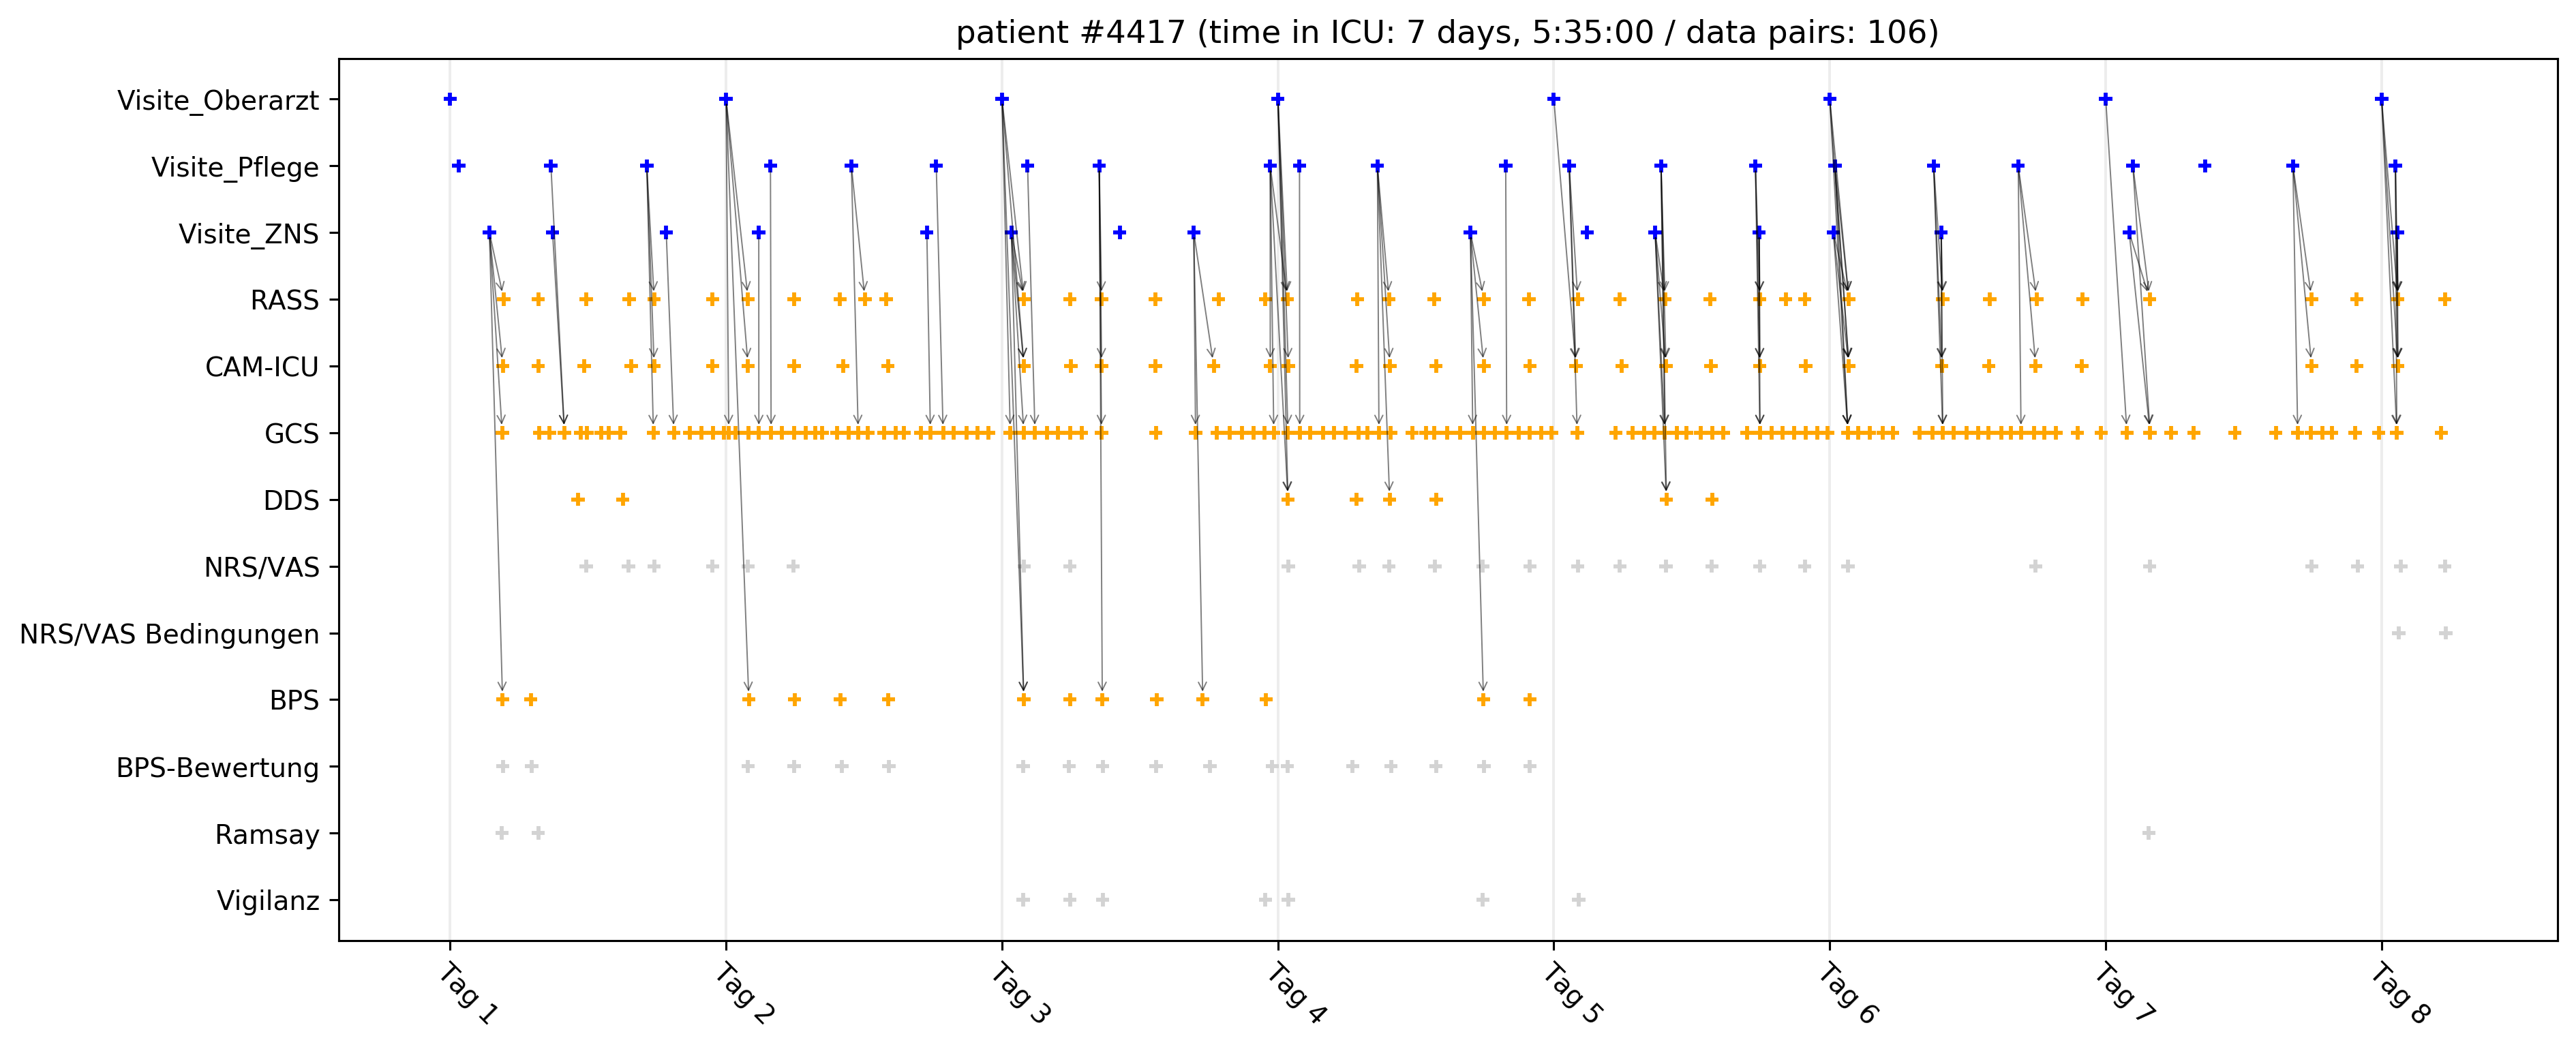 patient #4417 (time in ICU: 7 days, 5:35:00 / data pairs: 106)
Visite_Oberarzt
Visite_Pflege
Visite_ZNS
RASS
CAM-ICU
GCS
DDS
NRS/VAS
NRS/VAS Bedingungen
BPS
BPS-Bewertung
Ramsay
Vigilanz
Tag 1
Tag 2
Tag 3
Tag 4
Tag 5
Tag 6
Tag 7
Tag 8